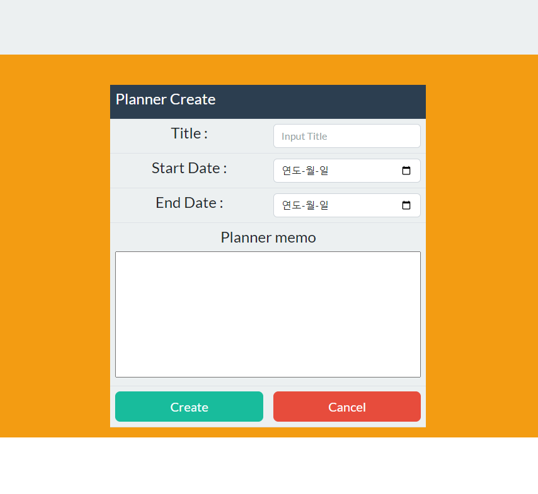 Planner Create
Title :
Input Title
Start Date :
연도-월-일
End Date :
연도-월-일
Planner memo
Create
Cancel